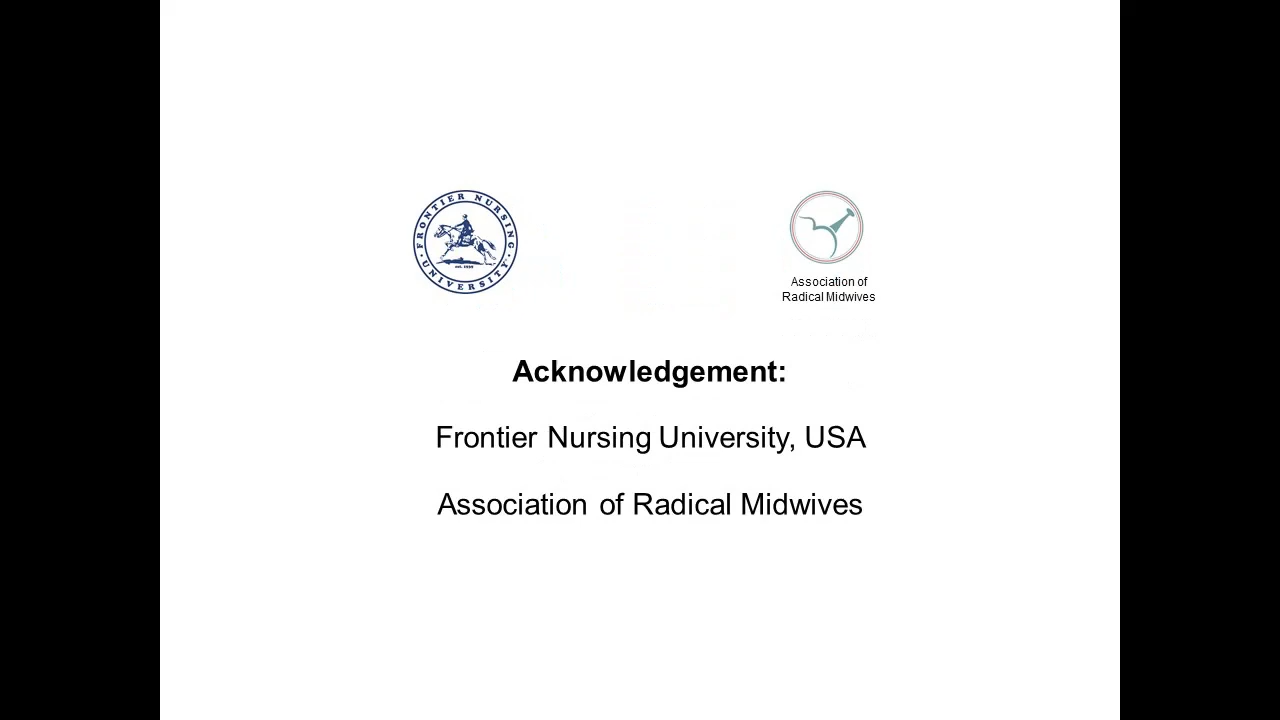 FRONTIER NURSING
UNIVERSITY
Association of
Radical Midwives
Acknowledgement:
Frontier Nursing University, USA
Association of Radical Midwives